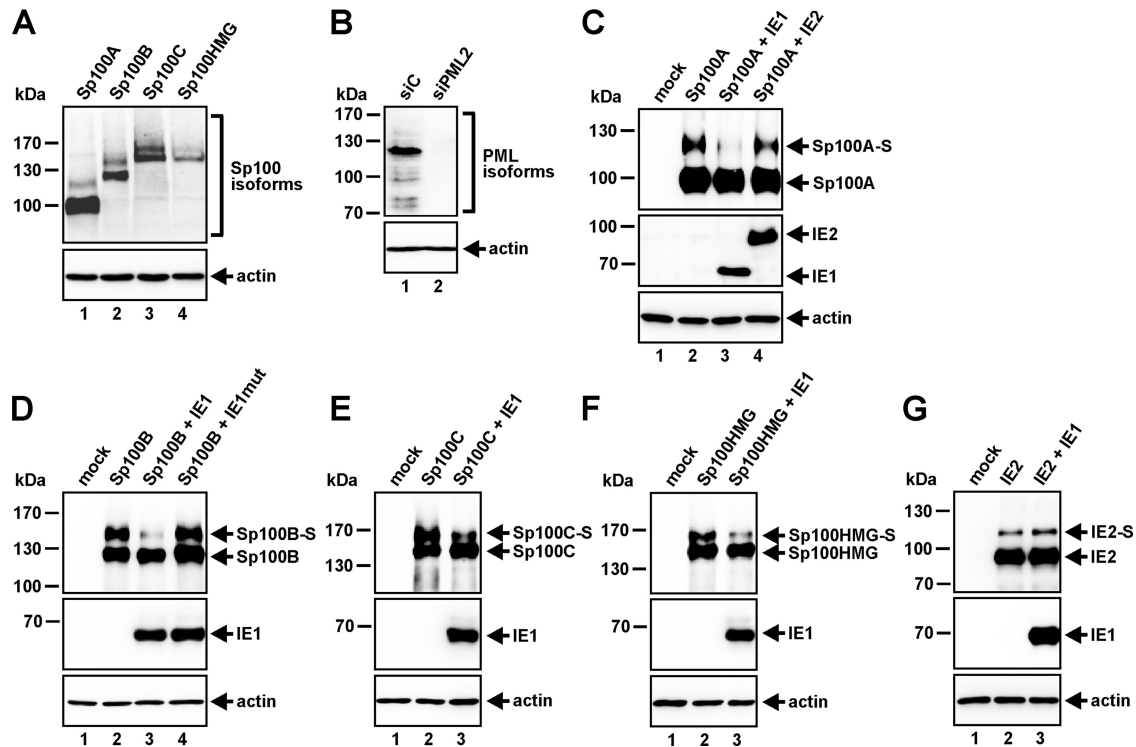 A
Sp100A
Sp100B
Sp100C
Sp100HMG
kDa
170
130
100
Sp100
isoforms
actin
1 2 3 4
B
siC
siPML2
kDa
170
130
100
70
PML
isoforms
actin
1 2
C
mock
Sp100A
Sp100A + IE1
Sp100A + IE2
kDa
130
100
Sp100A-S
Sp100A
100
70
IE2
IE1
actin
1 2 3 4
D
mock
Sp100B
Sp100B + IE1
Sp100B + IE1mut
kDa
170
130
100
Sp100B-S
Sp100B
70
IE1
actin
1 2 3 4
E
mock
Sp100C
Sp100C + IE1
kDa
170
130
Sp100C-S
Sp100C
70
IE1
actin
1 2 3
F
mock
Sp100HMG
Sp100HMG + IE1
kDa
170
130
Sp100HMG-S
Sp100HMG
70
IE1
actin
1 2 3
G
mock
IE2
IE2 + IE1
kDa
130
100
70
IE2-S
IE2
70
IE1
actin
1 2 3